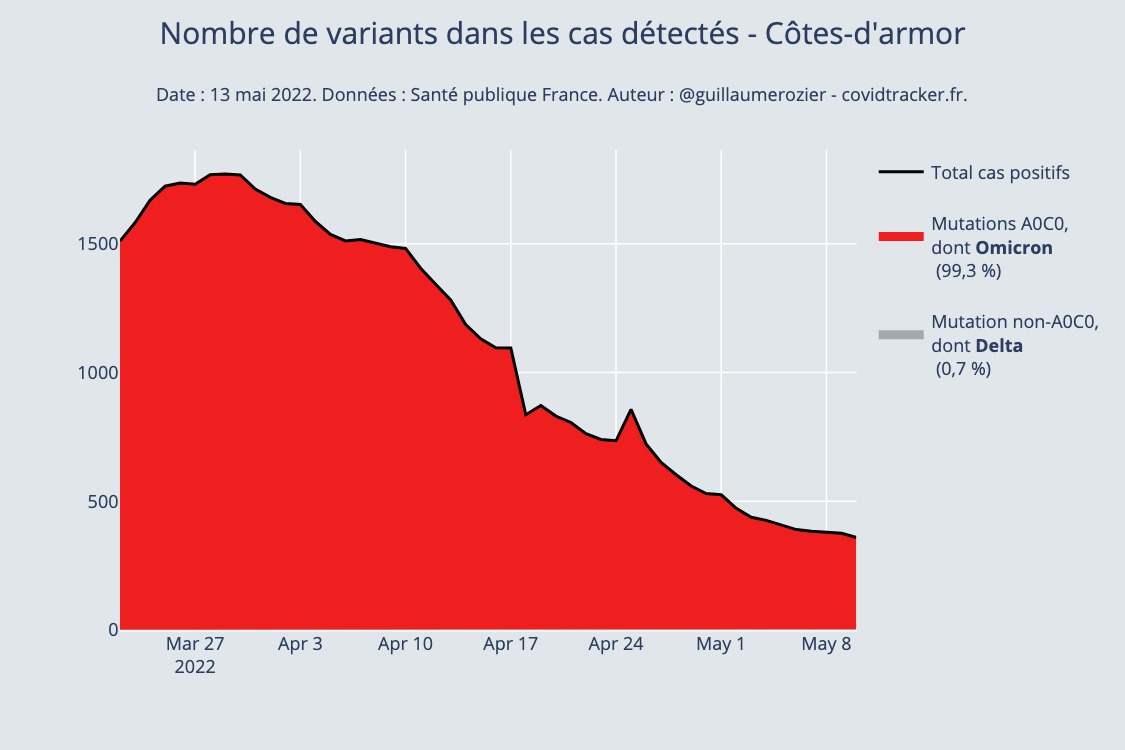 Nombre de variants dans les cas détectés - Côtes-d'armor
Date : 13 mai 2022. Données : Santé publique France. Auteur : @guillaumerozier - covidtracker.fr.
Total cas positifs
Mutations A0C0,
dont Omicron
(99,3 %)
Mutation non-A0C0,
dont Delta
(0,7 %)
1500
1000
500
0
Mar 27
2022
Apr 3
Apr 10
Apr 17
Apr 24
May 1
May 8